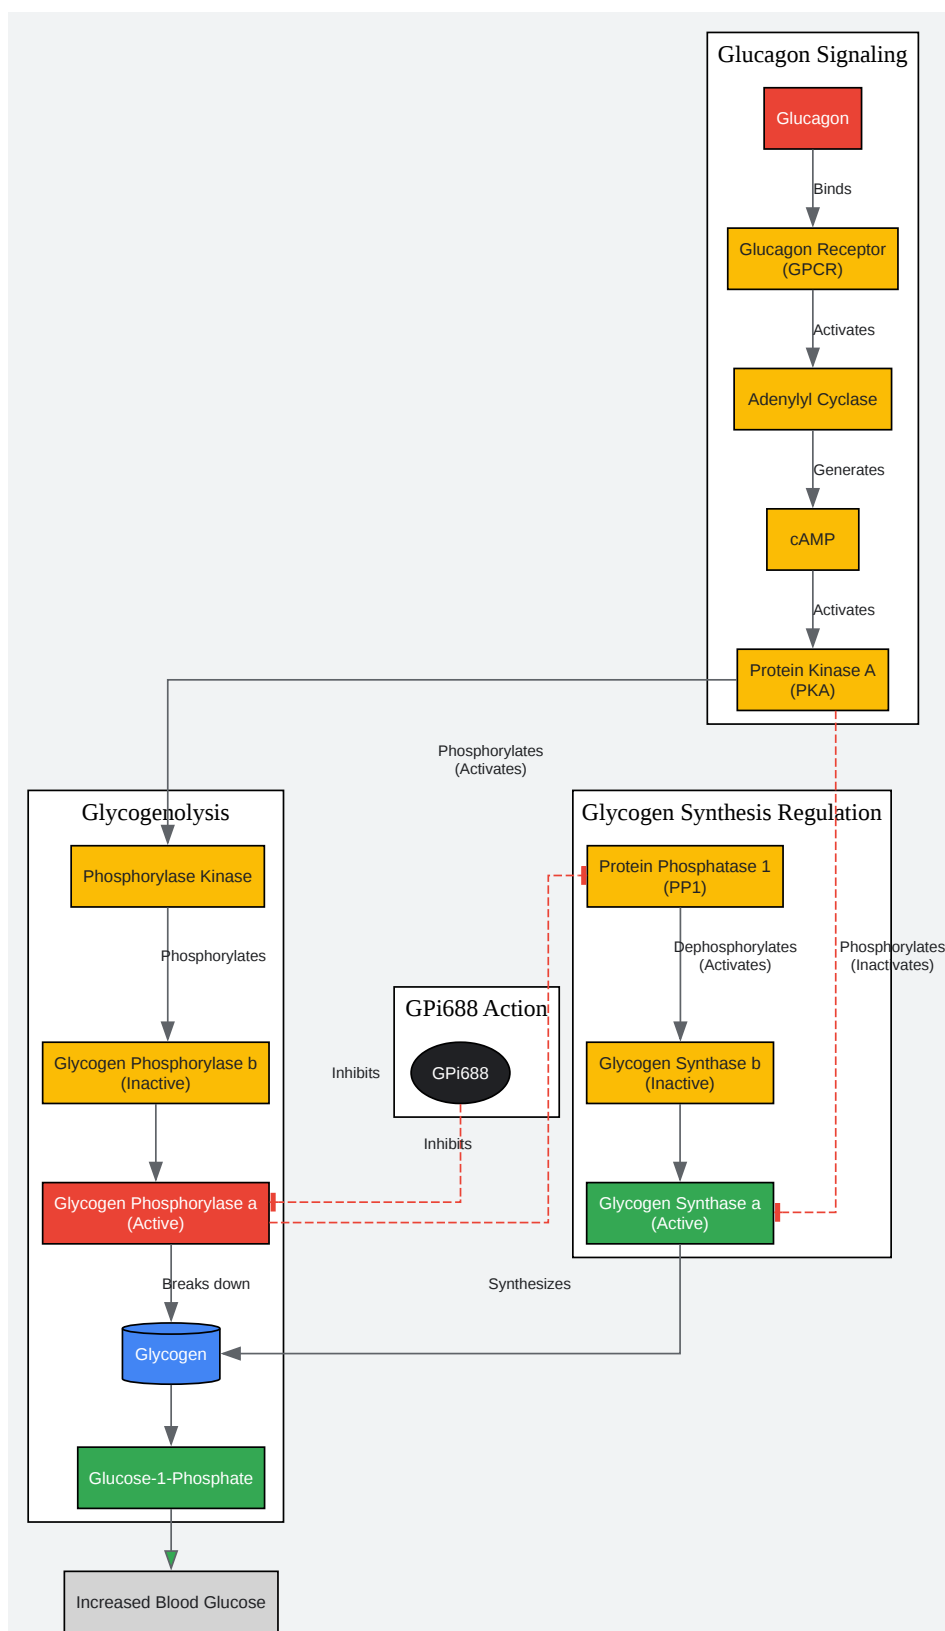 Glucagon Signaling
Glucagon
Binds
Glucagon Receptor
(GPCR)
Activates
Adenylyl Cyclase
Generates
cAMP
Activates
Protein Kinase A
(PKA)
Phosphorylates
(Activates)
Glycogenolysis
Phosphorylase Kinase
Phosphorylates
Glycogen Phosphorylase b
(Inactive)
Glycogen Phosphorylase a
(Active)
Breaks down
Glycogen
Glucose-1-Phosphate
Increased Blood Glucose
Inhibits
GPi688 Action
GPi688
Inhibits
Glycogen Synthesis Regulation
Protein Phosphatase 1
(PP1)
Dephosphorylates
(Activates)
Phosphorylates
(Inactivates)
Glycogen Synthase b
(Inactive)
Glycogen Synthase a
(Active)
Synthesizes